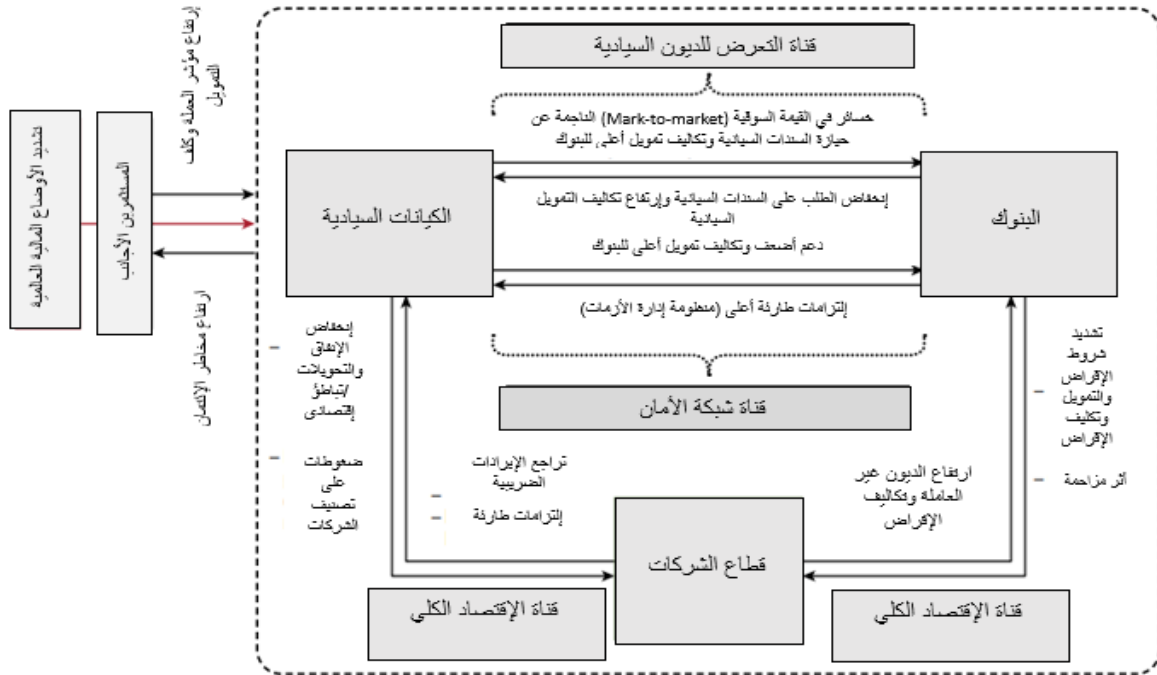 قناة التعرض للديون السيادية
خسائر في القيمة السوقية (Mark-to-market) الناجمة عن
حيازة السندات السيادية وتكاليف تمويل أعلى للبنوك
إنخفاض الطلب على السندات السيادية وإرتفاع تكاليف التمويل
السيادية
دعم أضعف وتكاليف تمويل أعلى للبنوك
إلتزامات طارئة أعلى (منظومة إدارة الأزمات)
قناة شبكة الأمان
البنوك
الكيانات السيادية
إرتفاع مؤشر العمله وكلف
التمويل
المستثمرين الأجانب
تشديد الأوضاع المالية العالمية
ارتفاع مخاطر الإئتمان
تشديد
شروط
الإقراض
والتمويل
وتكليف
الإقراض
أثر مزاحمة
ارتفاع الديون غير
العامله وتكاليف
الإقراض
تراجع الإيرادات
الضريبية
إلتزامات طارئة
إنخفاض
الإنفاق
والتحويلات
/تباطؤ
إقتصادى
ضغوطات
على
تصنيف
الشركات
قطاع الشركات
قناة الإقتصاد الكلي
قناة الإقتصاد الكلي